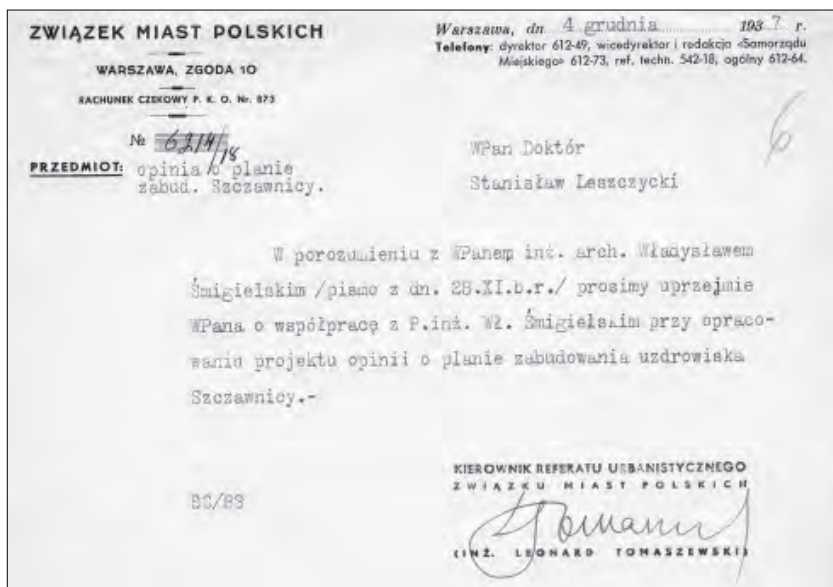 ZWIĄZEK MIAST POLSKICH
WARSZAWA, ZGODA 10
RACHUNEK CZEKOWY P. K. O. Nr. 873
№ 6214/18
PRZEDMIOT: opinia o planie
zabud. Szczawnicy.
Warszawa, dn 4 grudnia 1937 r.
Telefony: dyrektor 612-49, wicedyrektor i redakcja «Samorządu
Miejskiego» 612-73, ref. techn. 542-18, ogólny 612-64.
6
WPan Doktór
Stanisław Leszczycki
W porozumieniu z WPanem inż. arch. Władysławem
Śmigielskim /pismo z dn. 28.XI.b.r./ prosimy uprzejmie
WPana o współpracę z P.inż. Wł. Śmigielskim przy opraco-
waniu projektu opinii o planie zabudowania uzdrowiska
Szczawnicy.-
KIEROWNIK REFERATU URBANISTYCZNEGO
ZWIĄZKU MIAST POLSKICH
(INŻ. LEONARD TOMASZEWSKI)